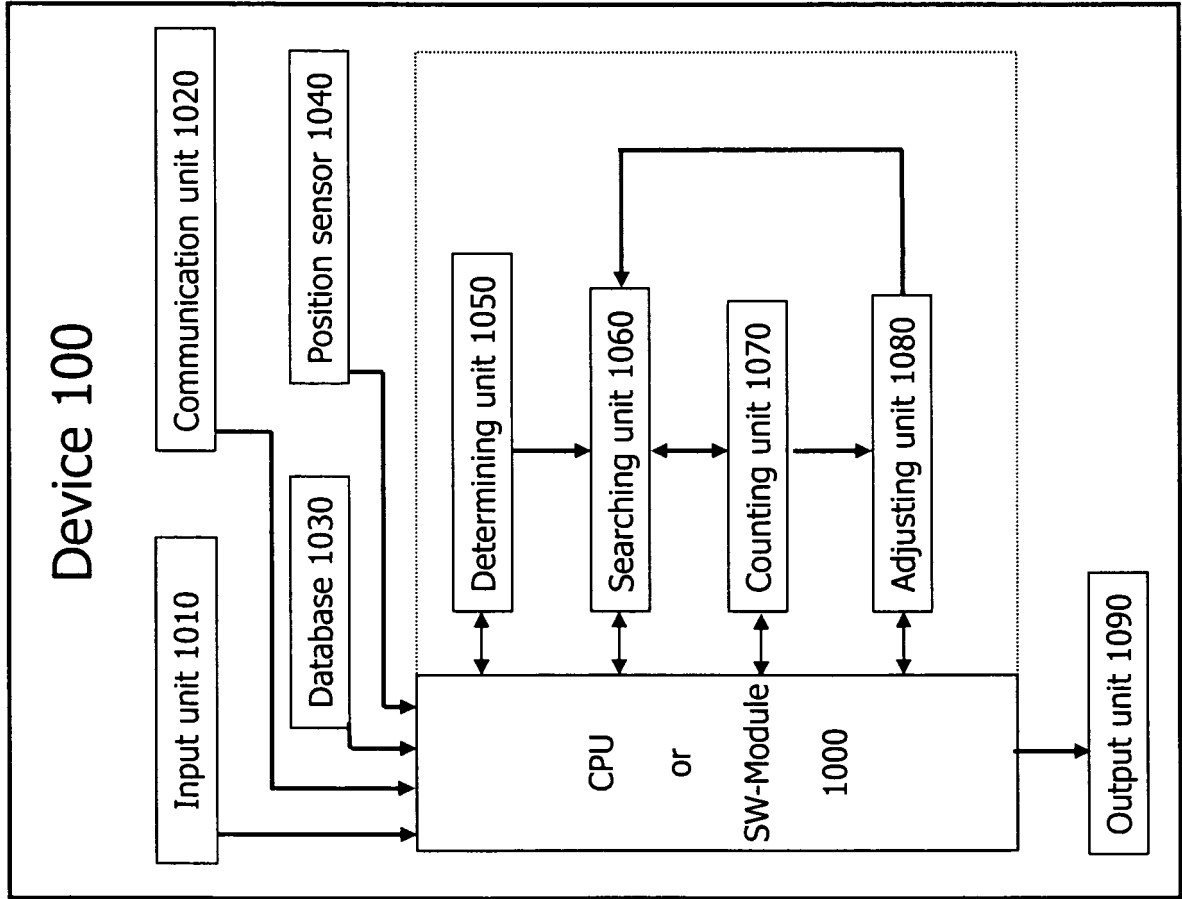 Device 100
Input unit 1010
Communication unit 1020
Database 1030
Position sensor 1040
CPU
or
SW-Module
1000
Determining unit 1050
Searching unit 1060
Counting unit 1070
Adjusting unit 1080
Output unit 1090